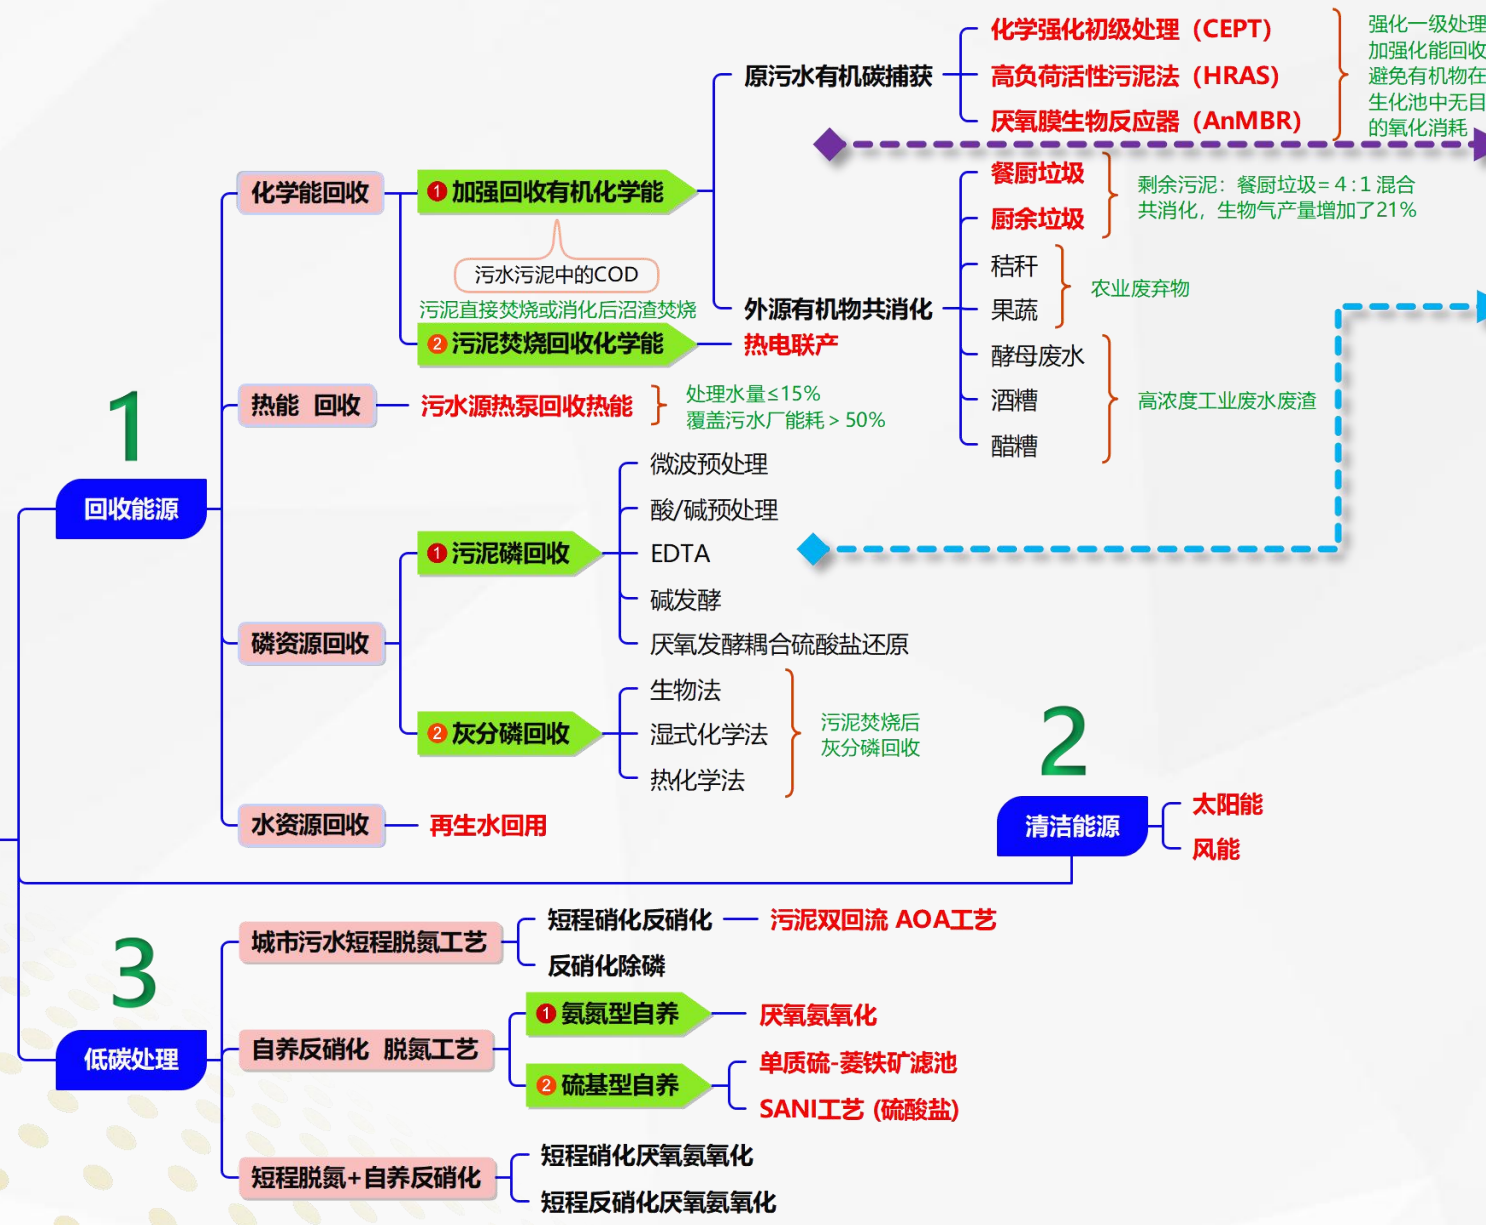 化学强化初级处理（CEPT）
高负荷活性污泥法（HRAS）
厌氧膜生物反应器（AnMBR）
强化一级处理
加强化能回收
避免有机物在
生化池中无目
的氧化消耗
原污水有机碳捕获
餐厨垃圾
厨余垃圾
剩余污泥：餐厨垃圾=4:1混合
共消化，生物气产量增加了21%
化学能回收
1 加强回收有机化学能
污水污泥中的COD
秸秆
果蔬
农业废弃物
污泥直接焚烧或消化后沼渣焚烧
外源有机物共消化
2 污泥焚烧回收化学能
热电联产
酵母废水
酒糟
醋糟
高浓度工业废水废渣
1
热能 回收
污水源热泵回收热能
处理水量≤15%
覆盖污水厂能耗＞50%
回收能源
微波预处理
酸/碱预处理
1 污泥磷回收
EDTA
碱发酵
磷资源回收
厌氧发酵耦合硫酸盐还原
生物法
2 灰分磷回收
湿式化学法
热化学法
污泥焚烧后
灰分磷回收
水资源回收
再生水回用
2
清洁能源
太阳能
风能
3
城市污水短程脱氮工艺
短程硝化反硝化
污泥双回流 AOA工艺
反硝化除磷
低碳处理
自养反硝化 脱氮工艺
1 氨氮型自养
厌氧氨氧化
2 硫基型自养
单质硫-菱铁矿滤池
SANI工艺 (硫酸盐)
短程脱氮+自养反硝化
短程硝化厌氧氨氧化
短程反硝化厌氧氨氧化